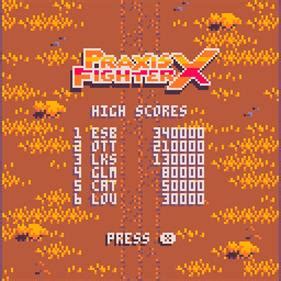 PRAXIS
FIGHTER X
HIGH SCORES
1 ESB 340000
2 OTT 210000
3 LKS 130000
4 GLM 80000
5 CAT 50000
6 LOU 30000
PRESS